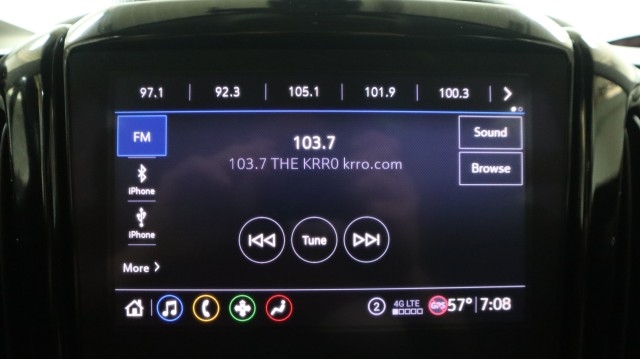 97.1 92.3 105.1 101.9 100.3
FM
103.7
Sound
103.7 THE KRR0 krro.com
Browse
iPhone
iPhone
Tune
More
2 4G LTE GPS 57° 7:08